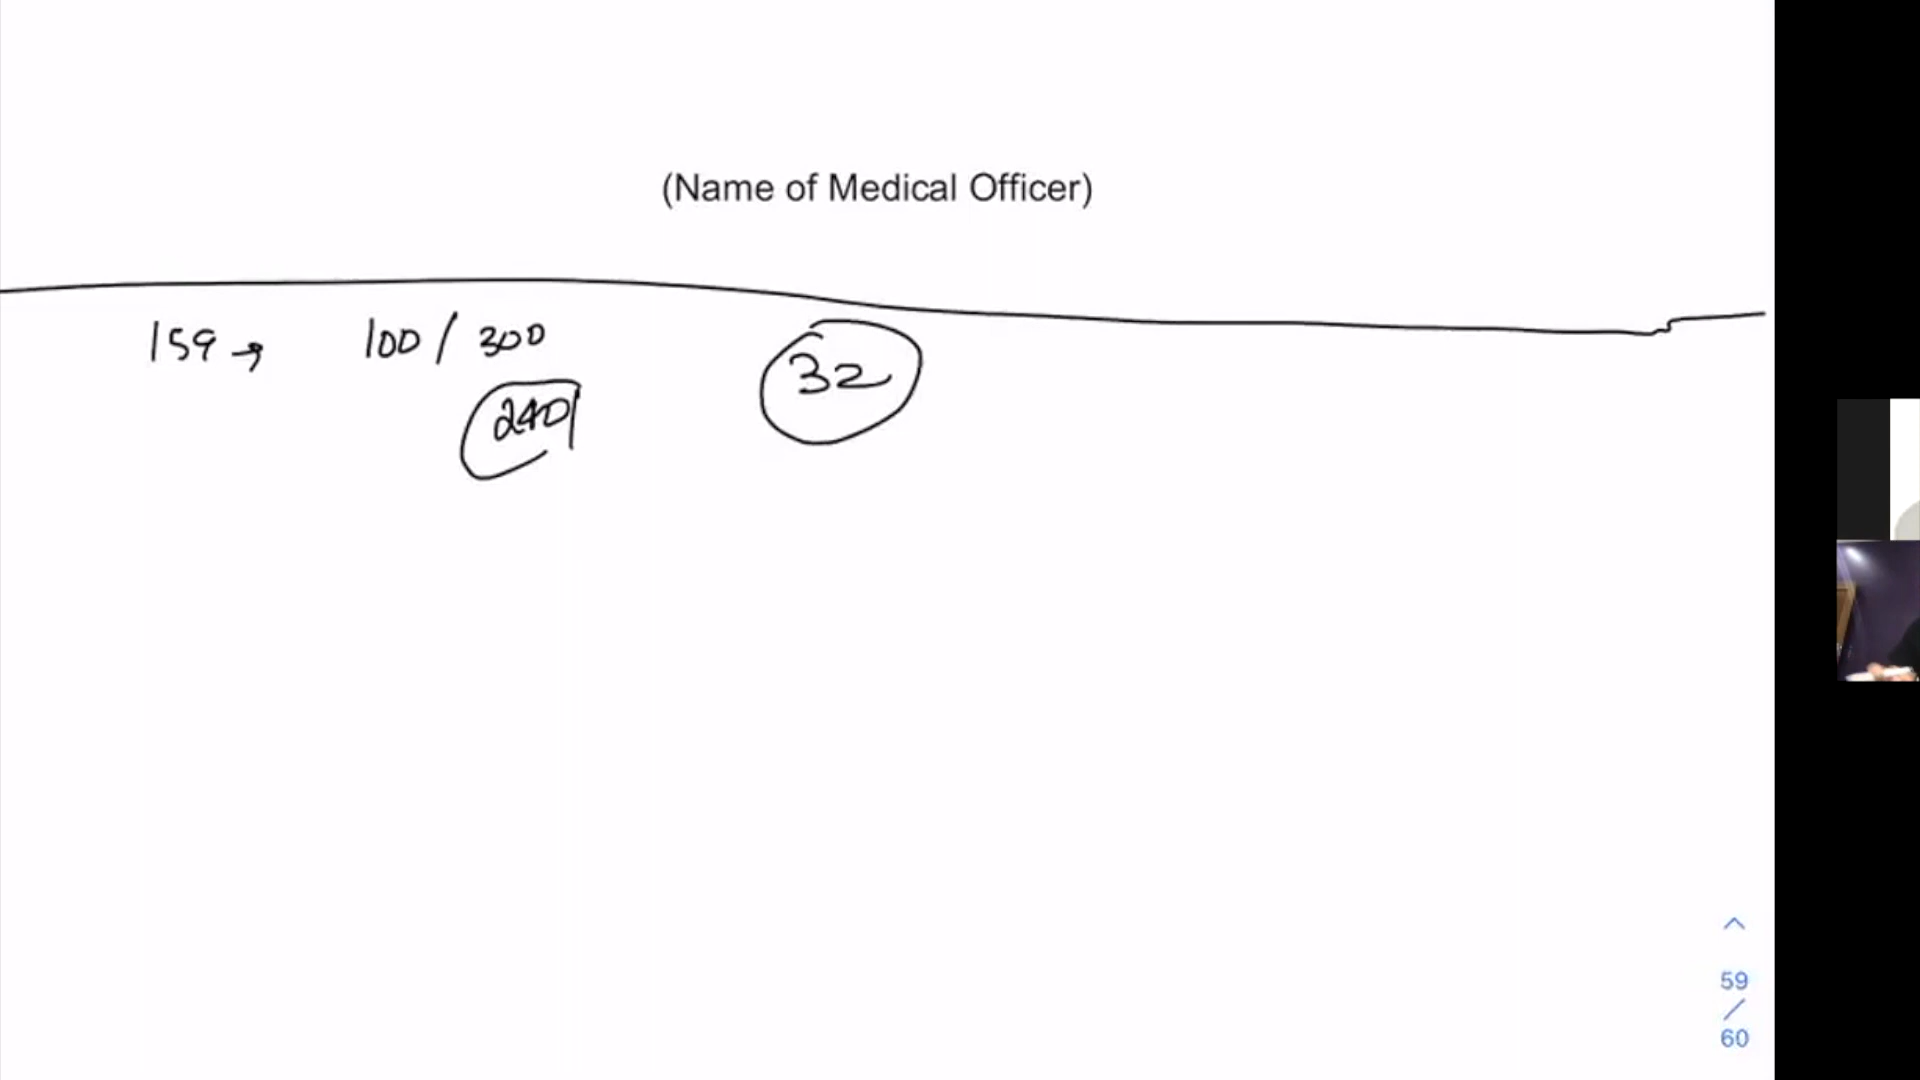 (Name of Medical Officer)
159 → 100 / 300
32
240
59
/
60